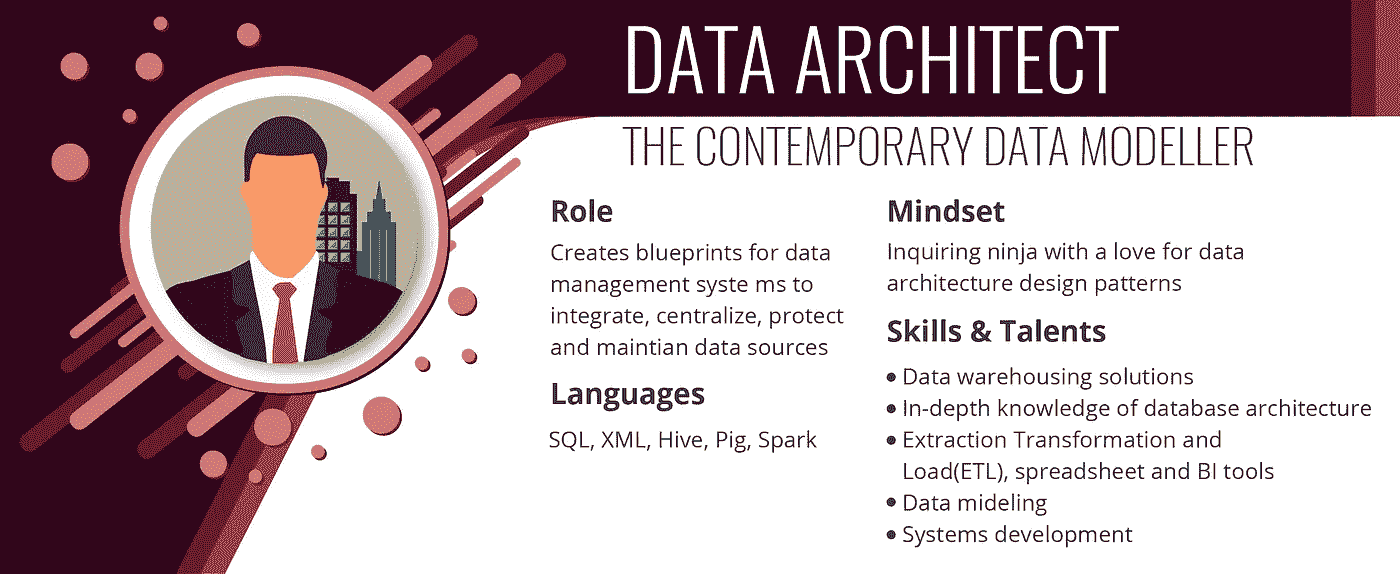 DATA ARCHITECT
THE CONTEMPORARY DATA MODELLER
Role
Creates blueprints for data
management syste ms to
integrate, centralize, protect
and maintian data sources
Languages
SQL, XML, Hive, Pig, Spark
Mindset
Inquiring ninja with a love for data
architecture design patterns
Skills & Talents
• Data warehousing solutions
• In-depth knowledge of database architecture
• Extraction Transformation and
Load(ETL), spreadsheet and BI tools
• Data mideling
• Systems development